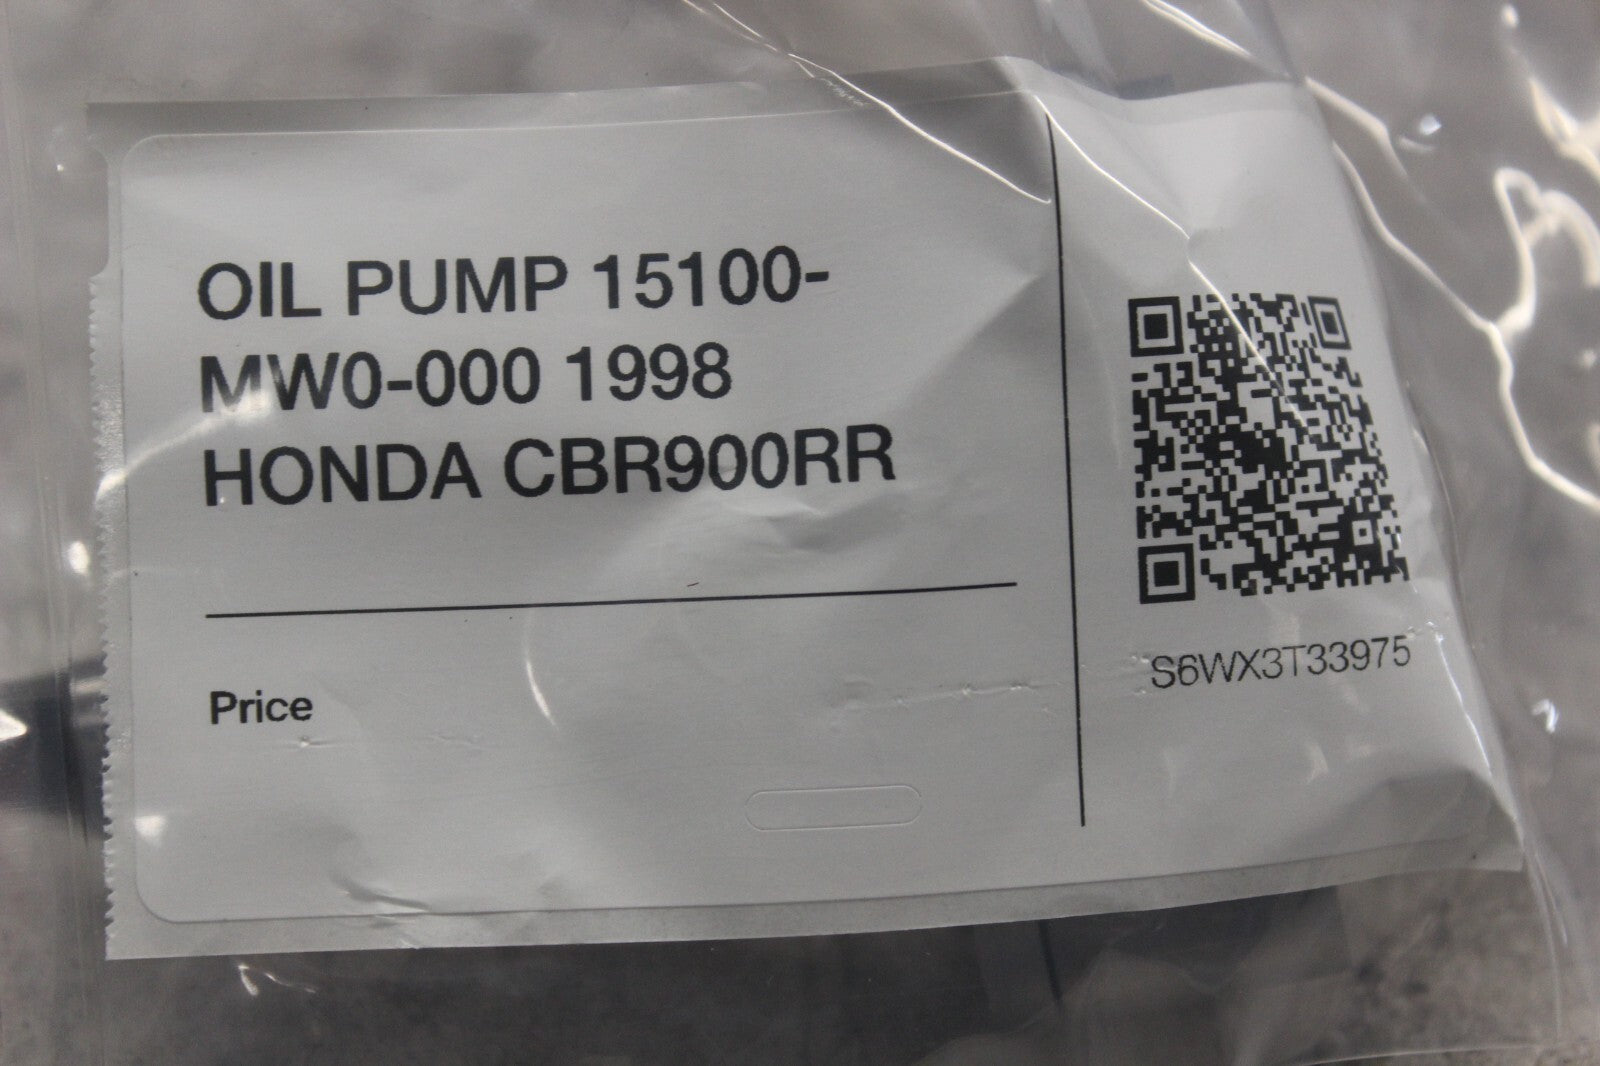 OIL PUMP 15100-
MW0-000 1998
HONDA CBR900RR
Price
S6WX3T33975